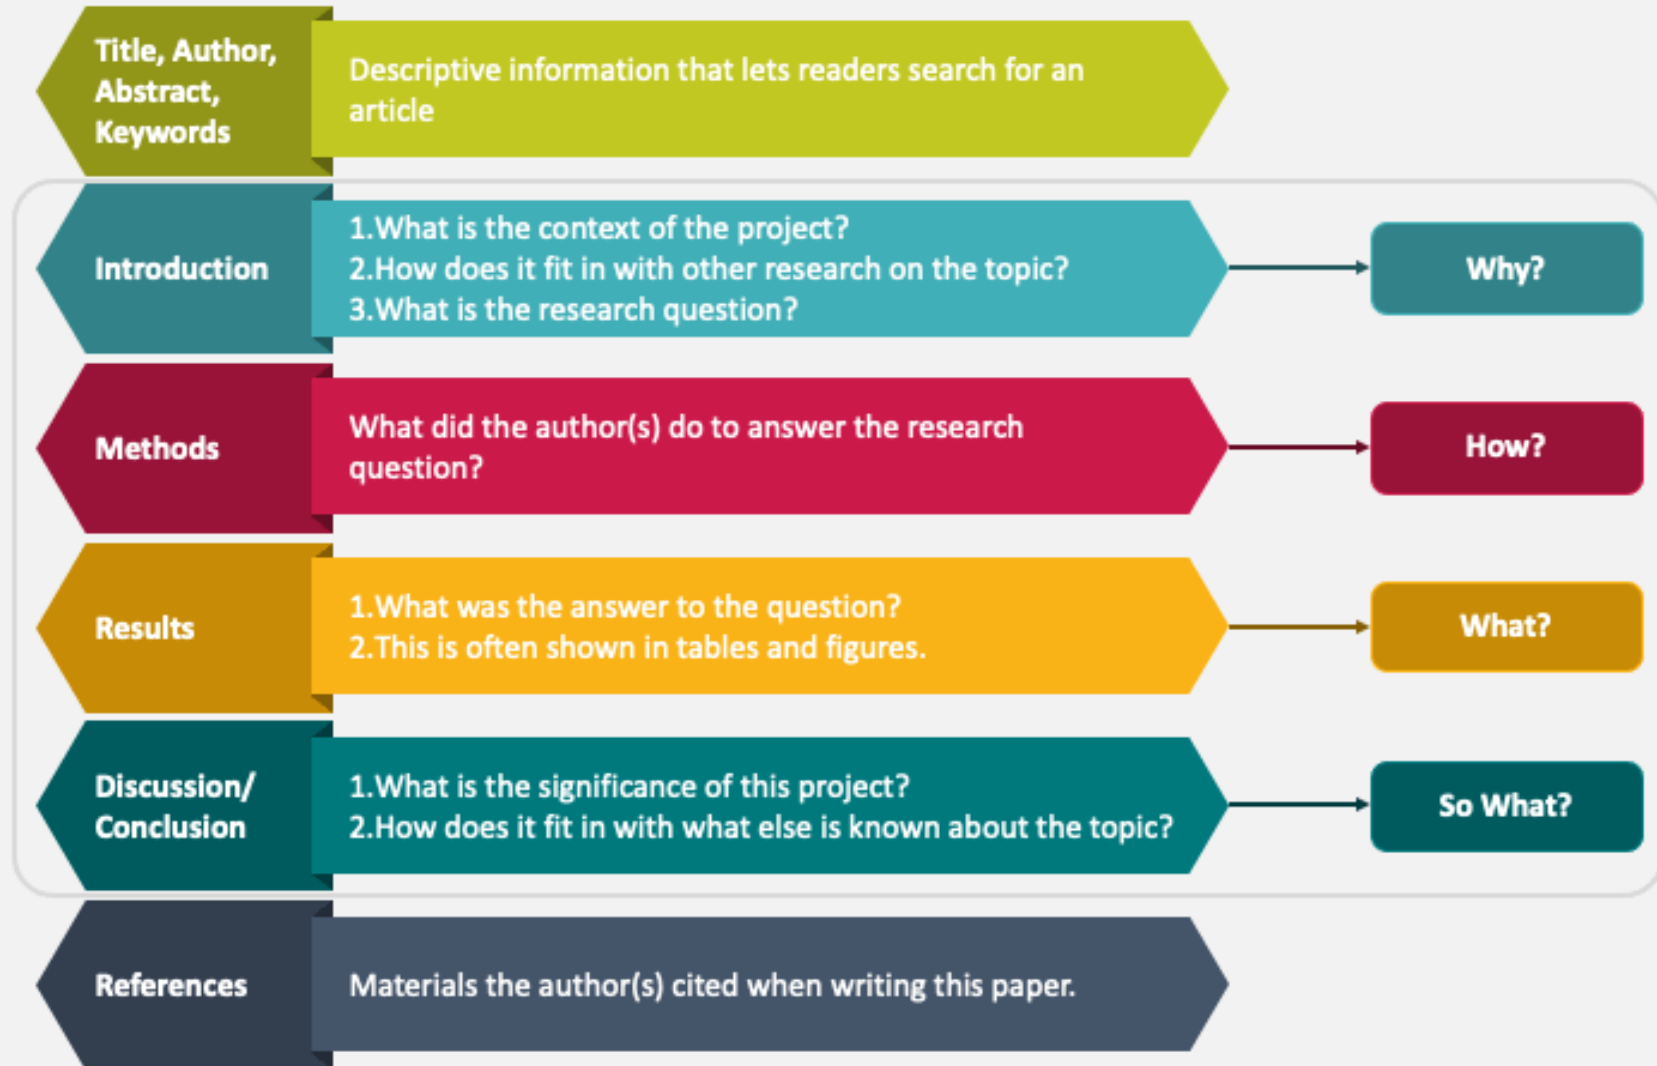 Title, Author,
Abstract,
Keywords
Descriptive information that lets readers search for an
article
Introduction
1.What is the context of the project?
2.How does it fit in with other research on the topic?
3.What is the research question?
Why?
Methods
What did the author(s) do to answer the research
question?
How?
Results
1.What was the answer to the question?
2.This is often shown in tables and figures.
What?
Discussion/
Conclusion
1.What is the significance of this project?
2.How does it fit in with what else is known about the topic?
So What?
References
Materials the author(s) cited when writing this paper.